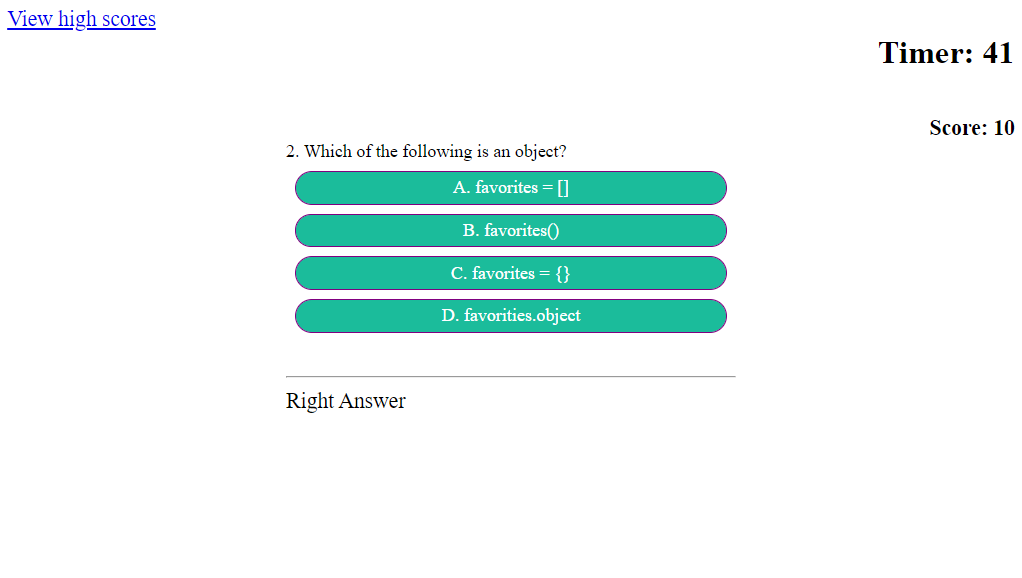 View high scores
Timer: 41
Score: 10
2. Which of the following is an object?
A. favorites = []
B. favorites()
C. favorites = {}
D. favorities.object
Right Answer